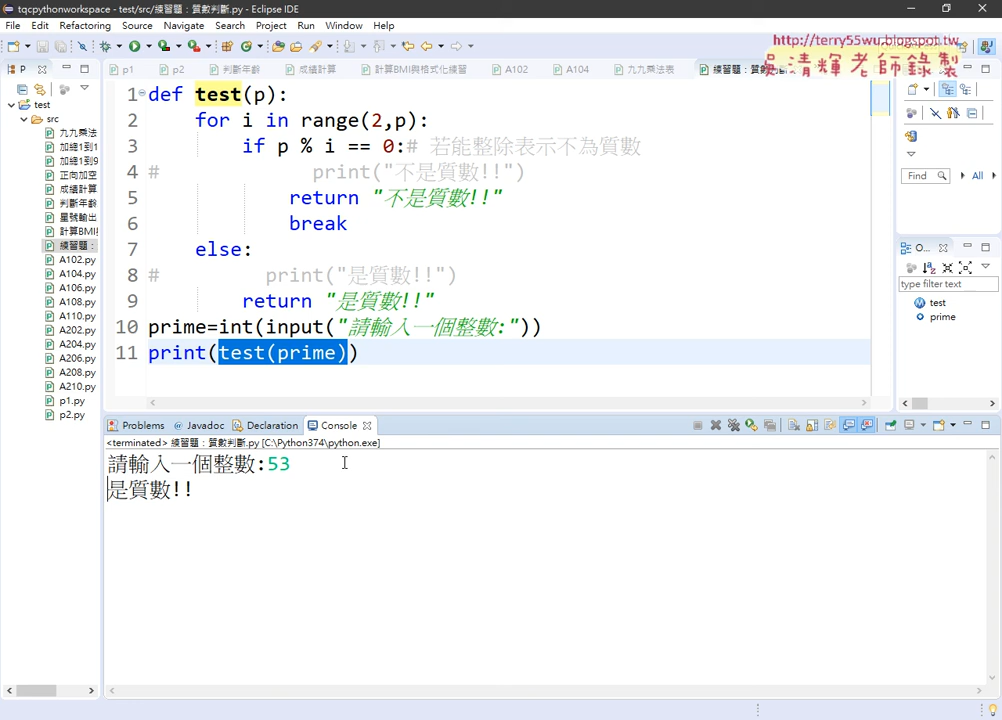 tqcpythonworkspace - test/src/練習題：質數判斷.py - Eclipse IDE
File Edit Refactoring Source Navigate Search Project Run Window Help
http://terry55wu.blogspot.tw
吳清輝老師錄製
P
p1 p2 判斷年齡 成績計算 計算BMI與格式化練習 A102 A104 九九乘法表 練習題：質數
test
src
九九乘法
加總1到1
加總1到9
正向加空
成績計算
判斷年齡
星號輸出
計算BMI
練習題：
A102.py
A104.py
A106.py
A108.py
A110.py
A202.py
A204.py
A206.py
A208.py
A210.py
p1.py
p2.py
1 def test(p):
2 for i in range(2,p):
3 if p % i == 0:# 若能整除表示不為質數
4 # print("不是質數!!")
5 return "不是質數!!"
6 break
7 else:
8 # print("是質數!!")
9 return "是質數!!"
10 prime=int(input("請輸入一個整數:"))
11 print(test(prime))
Find All
O...
type filter text
test
prime
Problems Javadoc Declaration Console
<terminated> 練習題：質數判斷.py [C:\Python374\python.exe]
請輸入一個整數:53
是質數!!